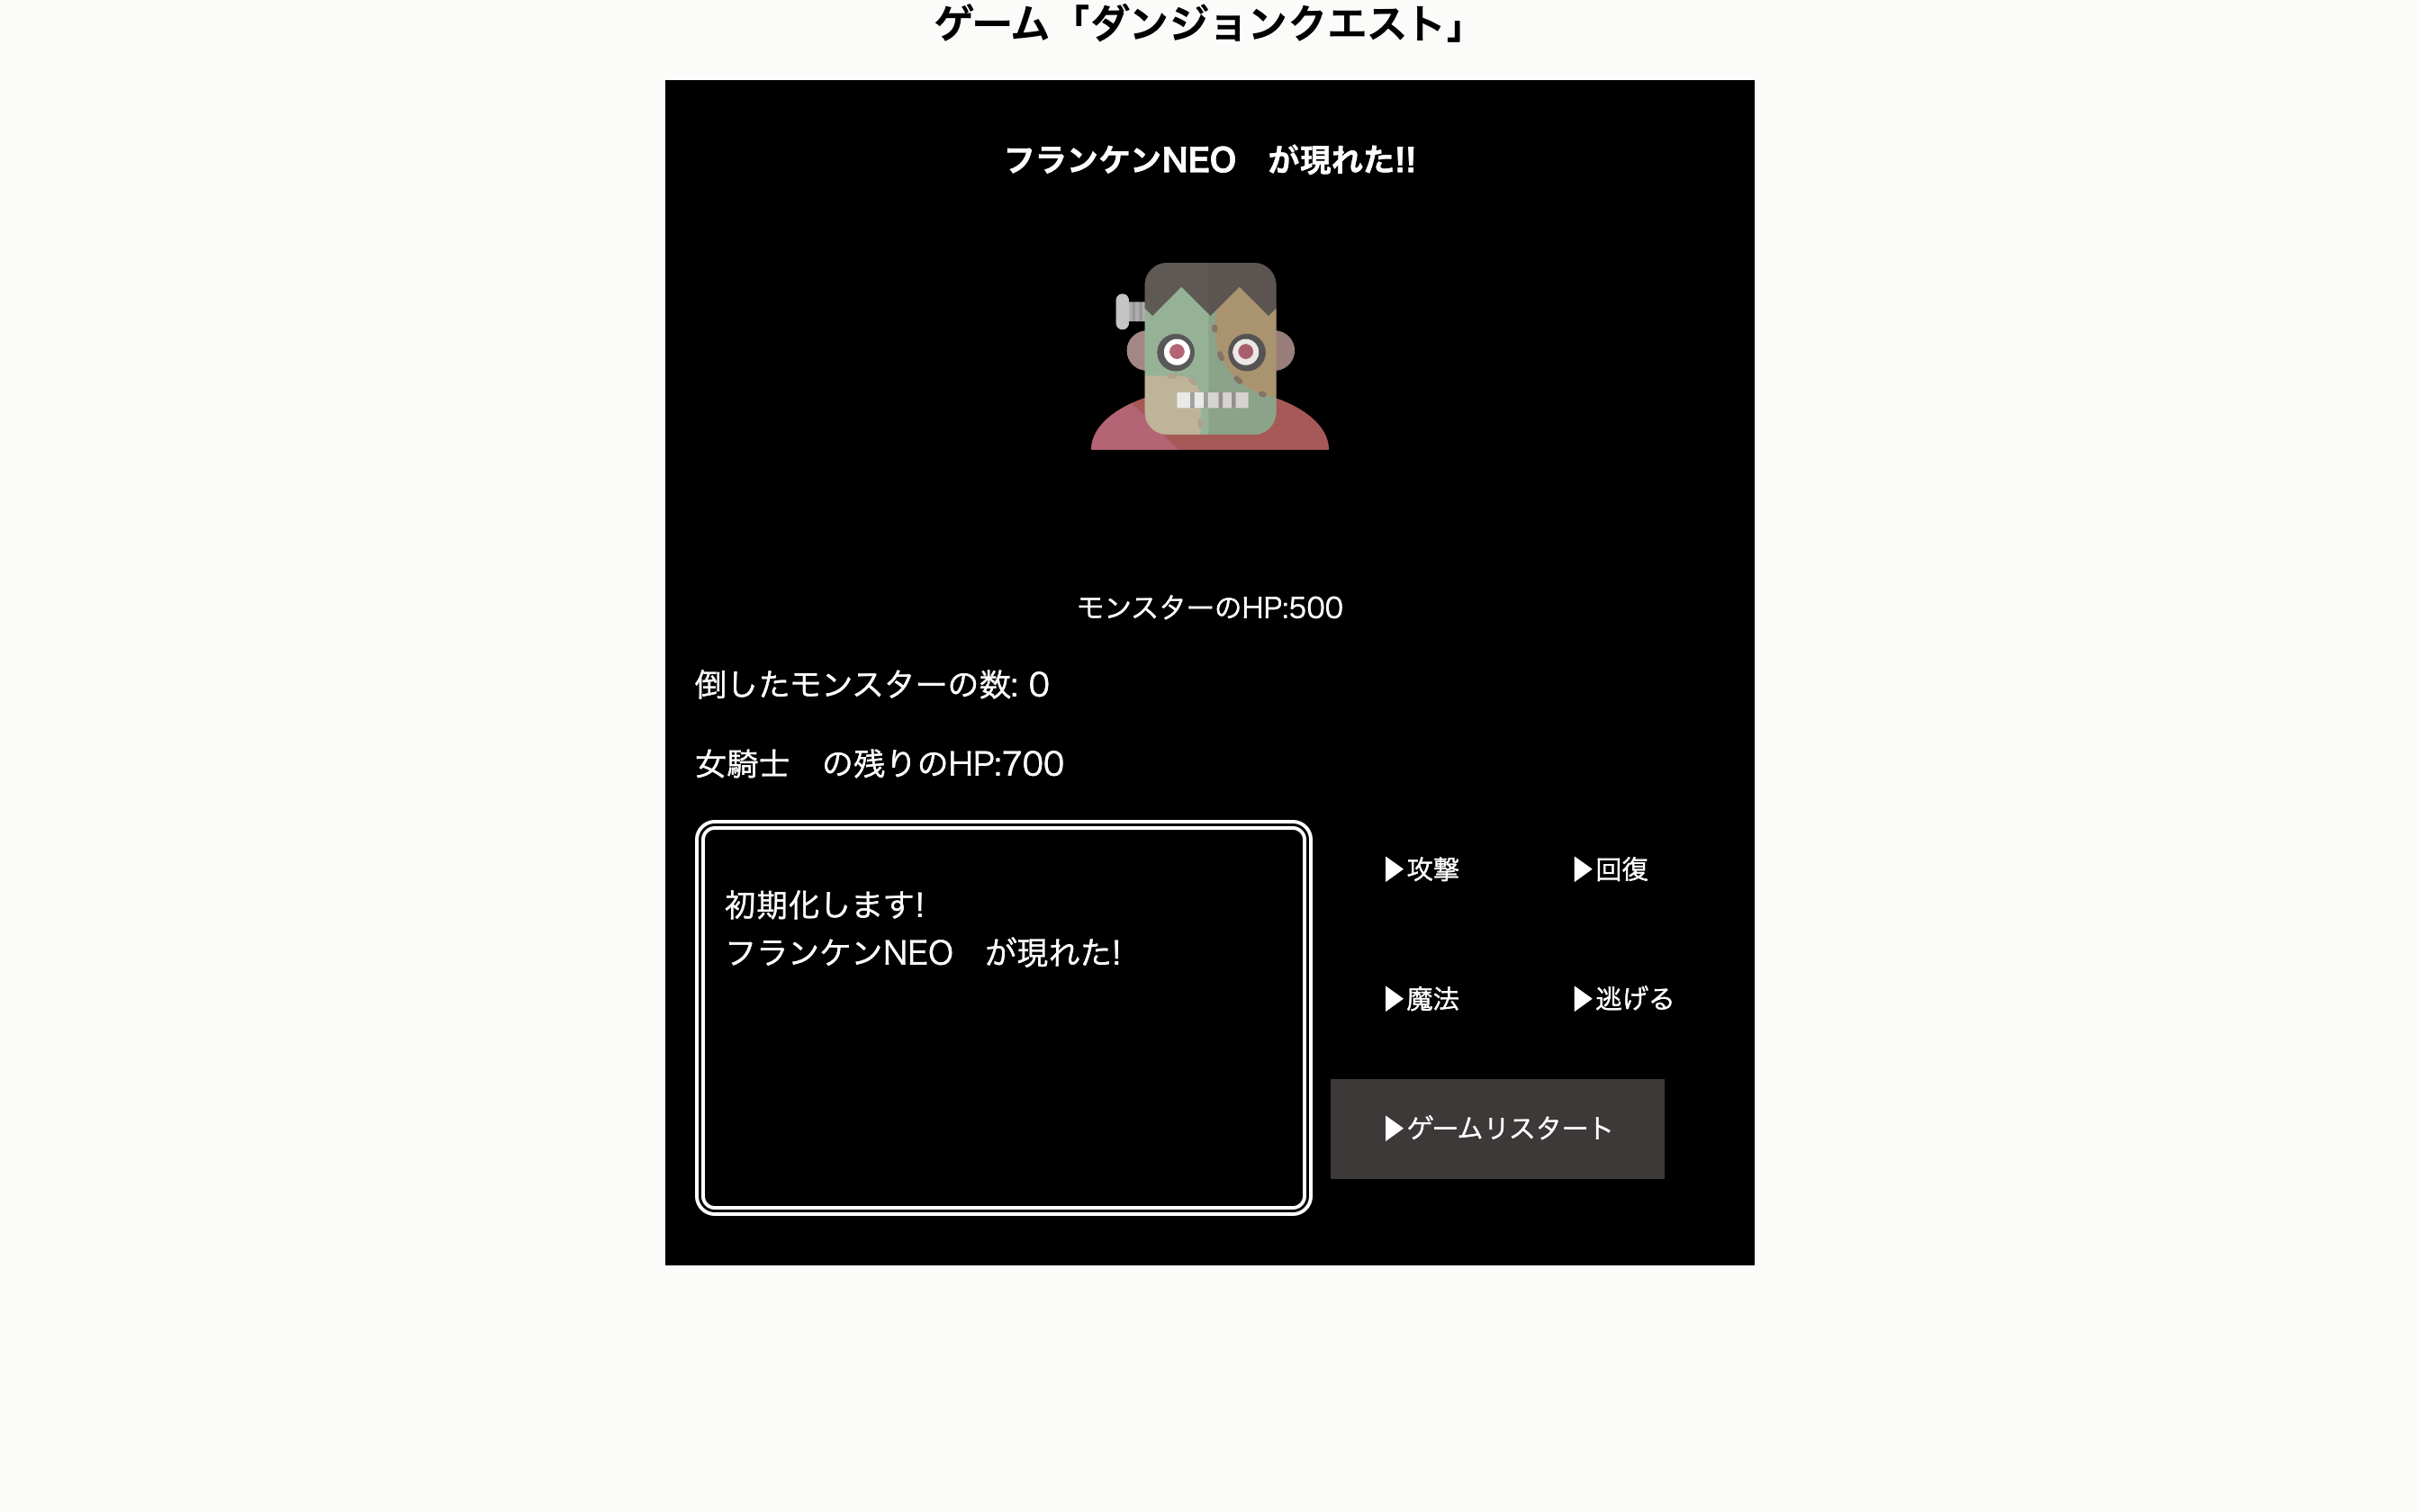 ゲーム「ダンジョンクエスト」
フランケンNEO　が現れた!!
モンスターのHP:500
倒したモンスターの数: 0
女騎士　の残りのHP:700
初期化します!
フランケンNEO　が現れた!
▶攻撃
▶回復
▶魔法
▶逃げる
▶ゲームリスタート